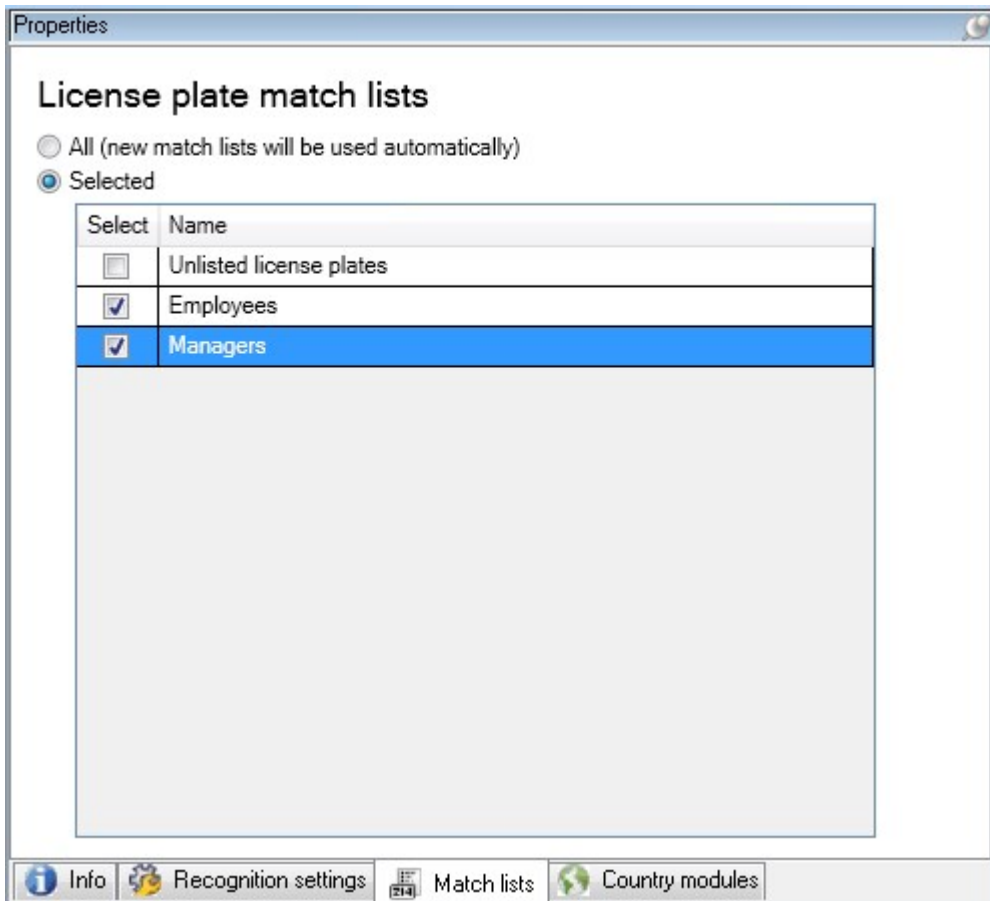 Properties
License plate match lists
All (new match lists will be used automatically)
Selected
Select Name
Unlisted license plates
Employees
Managers
Info Recognition settings 214 Match lists Country modules